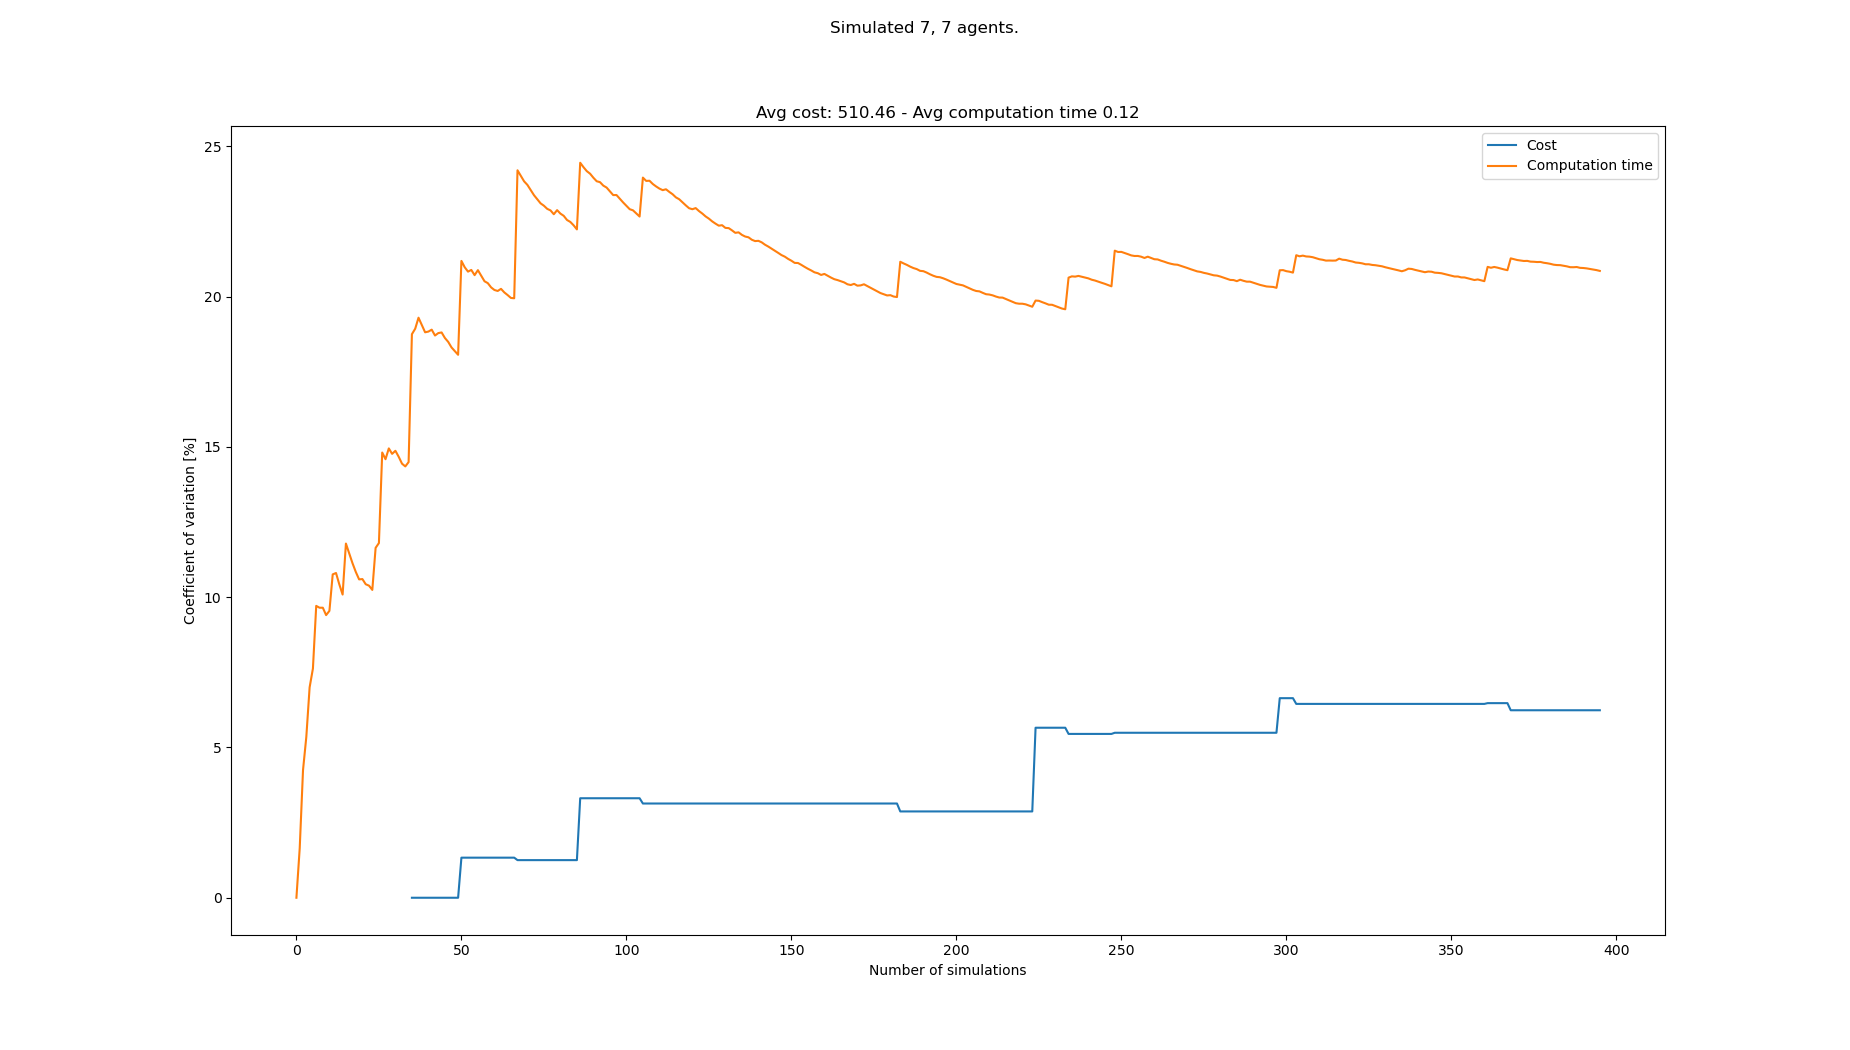 Simulated 7, 7 agents.
Avg cost: 510.46 - Avg computation time 0.12
Cost
Computation time
Coefficient of variation [%]
25
20
15
10
5
0
0 50 100 150 200 250 300 350 400
Number of simulations